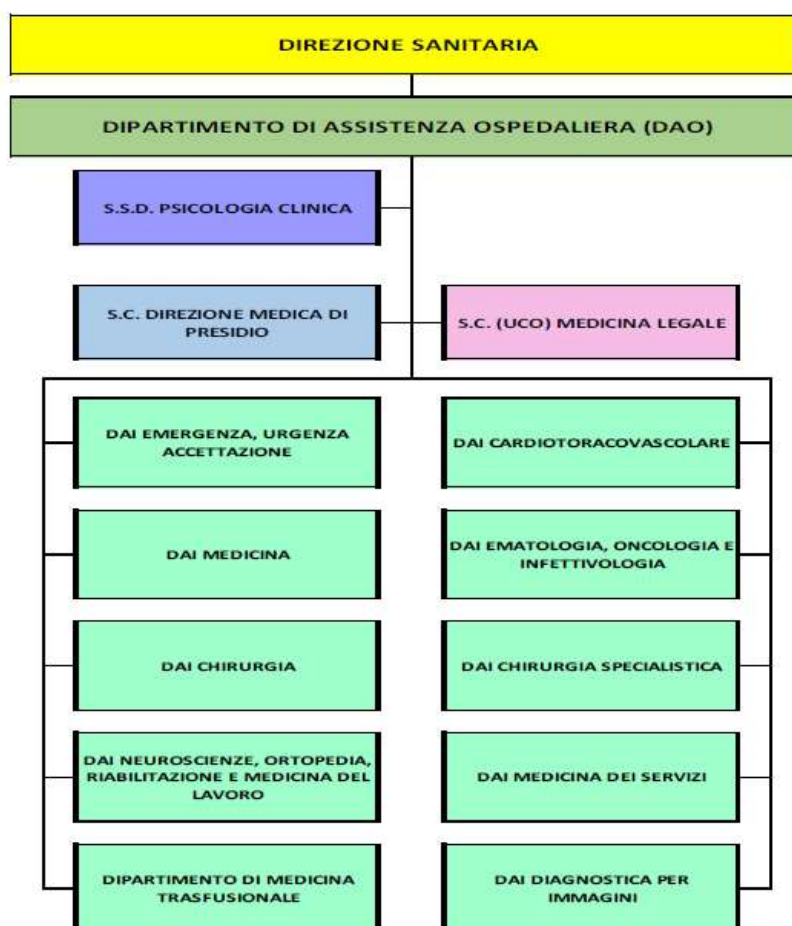 DIREZIONE SANITARIA
DIPARTIMENTO DI ASSISTENZA OSPEDALIERA (DAO)
S.S.D. PSICOLOGIA CLINICA
S.C. DIREZIONE MEDICA DI
PRESIDIO
S.C. (UCO) MEDICINA LEGALE
DAI EMERGENZA, URGENZA
ACCETTAZIONE
DAI CARDIOTORACOVASCOLARE
DAI MEDICINA
DAI EMATOLOGIA, ONCOLOGIA E
INFETTIVOLOGIA
DAI CHIRURGIA
DAI CHIRURGIA SPECIALISTICA
DAI NEUROSCIENZE, ORTOPEDIA,
RIABILITAZIONE E MEDICINA DEL
LAVORO
DAI MEDICINA DEI SERVIZI
DIPARTIMENTO DI MEDICINA
TRASFUSIONALE
DAI DIAGNOSTICA PER
IMMAGINI